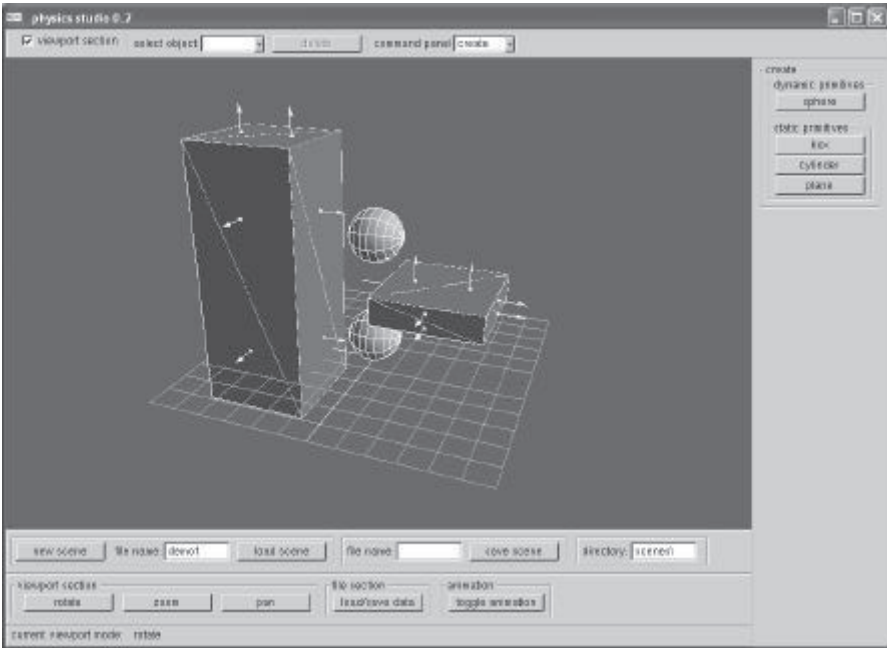 physics studio 0.7
viewport section select object: delete command panel create
create
dynamic primitives
sphere
static primitives
box
cylinder
plane
new scene file name: demo1 load scene file name: save scene directory: scenes\
viewport section file section animation
rotate zoom pan load/save data toggle animation
current viewport mode: rotate